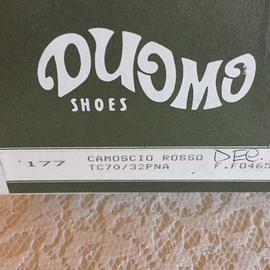 DUOMO
SHOES
177 CAMOSCIO ROSSO DEC.
TC70/32PNA F.F0465